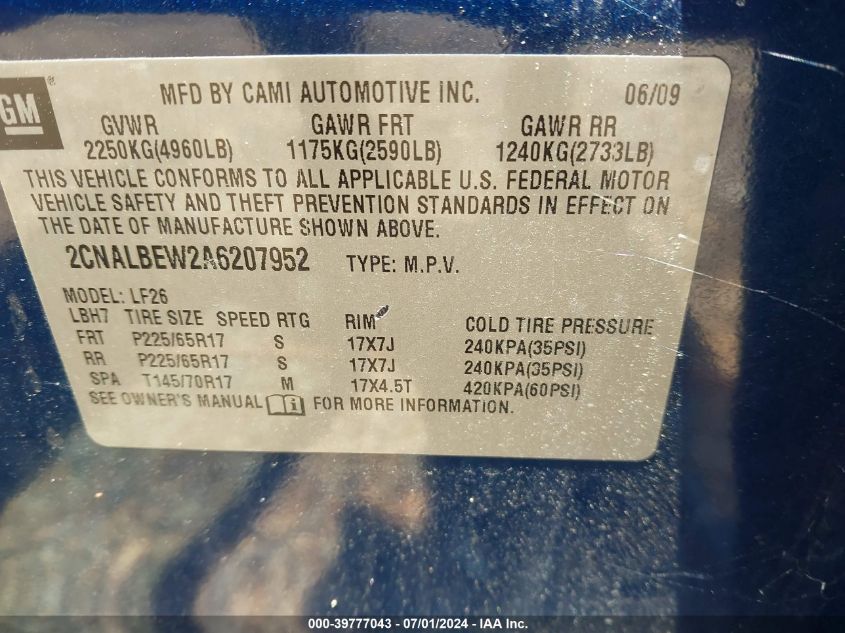 GM
MFD BY CAMI AUTOMOTIVE INC. 06/09
GVWR GAWR FRT GAWR RR
2250KG(4960LB) 1175KG(2590LB) 1240KG(2733LB)
THIS VEHICLE CONFORMS TO ALL APPLICABLE U.S. FEDERAL MOTOR
VEHICLE SAFETY AND THEFT PREVENTION STANDARDS IN EFFECT ON
THE DATE OF MANUFACTURE SHOWN ABOVE.
2CNALBEW2A6207952 TYPE: M.P.V.
MODEL: LF26
LBH7 TIRE SIZE SPEED RTG RIM COLD TIRE PRESSURE
FRT P225/65R17 S 17X7J 240KPA(35PSI)
RR P225/65R17 S 17X7J 240KPA(35PSI)
SPA T145/70R17 M 17X4.5T 420KPA(60PSI)
SEE OWNER'S MANUAL FOR MORE INFORMATION.
000-39777043 - 07/01/2024 - IAA Inc.